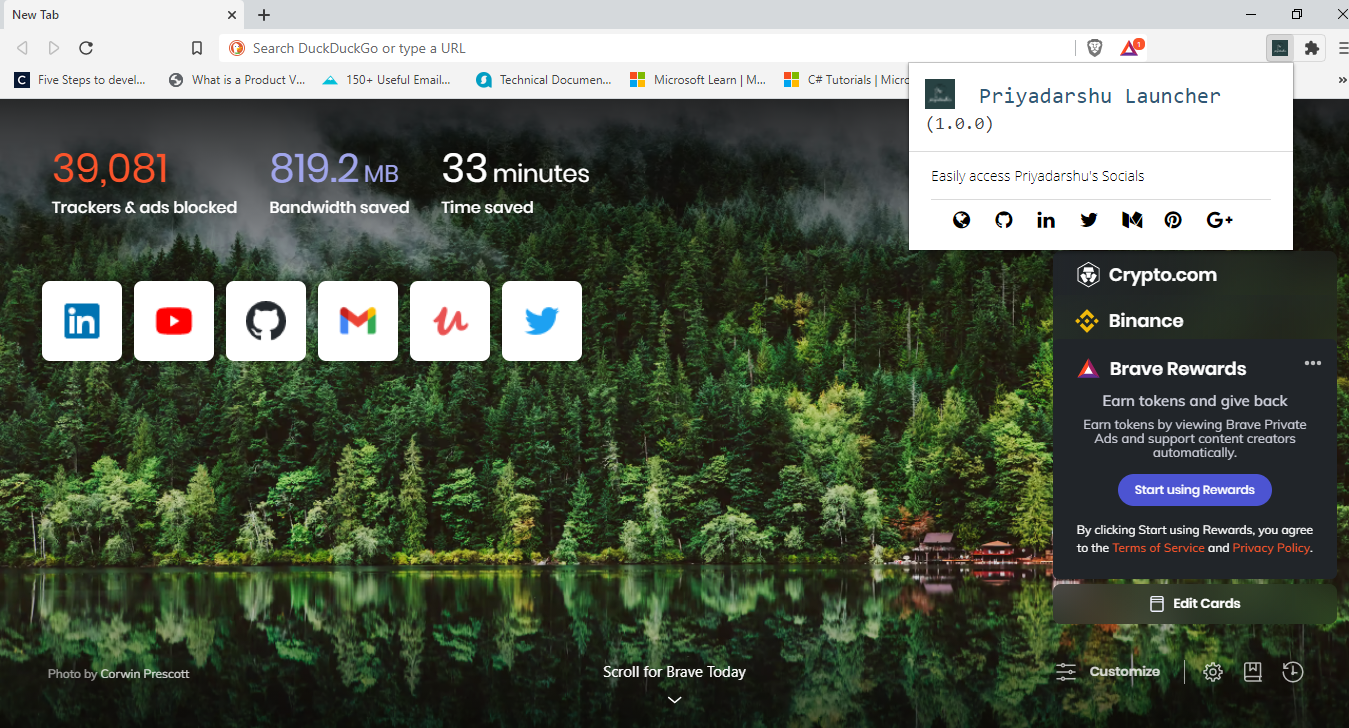 New Tab
Search DuckDuckGo or type a URL
1
Five Steps to devel...
What is a Product V...
150+ Useful Email...
Technical Documen...
Microsoft Learn | M...
C# Tutorials | Micro
Priyadarshu Launcher
(1.0.0)
Easily access Priyadarshu's Socials
39,081
Trackers & ads blocked
819.2 MB
Bandwidth saved
33 minutes
Time saved
Crypto.com
Binance
Brave Rewards
Earn tokens and give back
Earn tokens by viewing Brave Private
Ads and support content creators
automatically.
Start using Rewards
By clicking Start using Rewards, you agree
to the Terms of Service and Privacy Policy.
Edit Cards
Photo by Corwin Prescott
Scroll for Brave Today
Customize